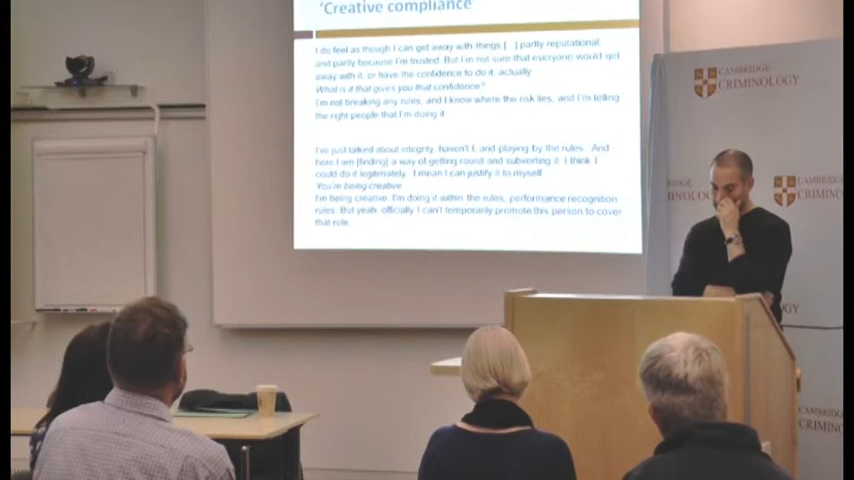 'Creative compliance'
I do feel as though I can get away with things [...] partly reputational,
and partly because I'm trusted. But I'm not sure that everyone would get
away with it, or have the confidence to do it, actually.
What is it that gives you that confidence?
I'm not breaking any rules, and I know where the risk lies, and I'm telling
the right people that I'm doing it.
I've just talked about integrity, haven't I, and playing by the rules. And
here I am [finding] a way of getting round and subverting it. I think I
could do it legitimately. I mean I can justify it to myself.
You're being creative.
I'm being creative. I'm doing it within the rules, performance recognition
rules. But yeah, officially I can't temporarily promote this person to cover
that role.
CAMBRIDGE
CRIMINOLOGY
CAMBRIDGE
CRIMINO
BRIDGE
MINOLO
GY
CAMBRIDG
CRIMINO